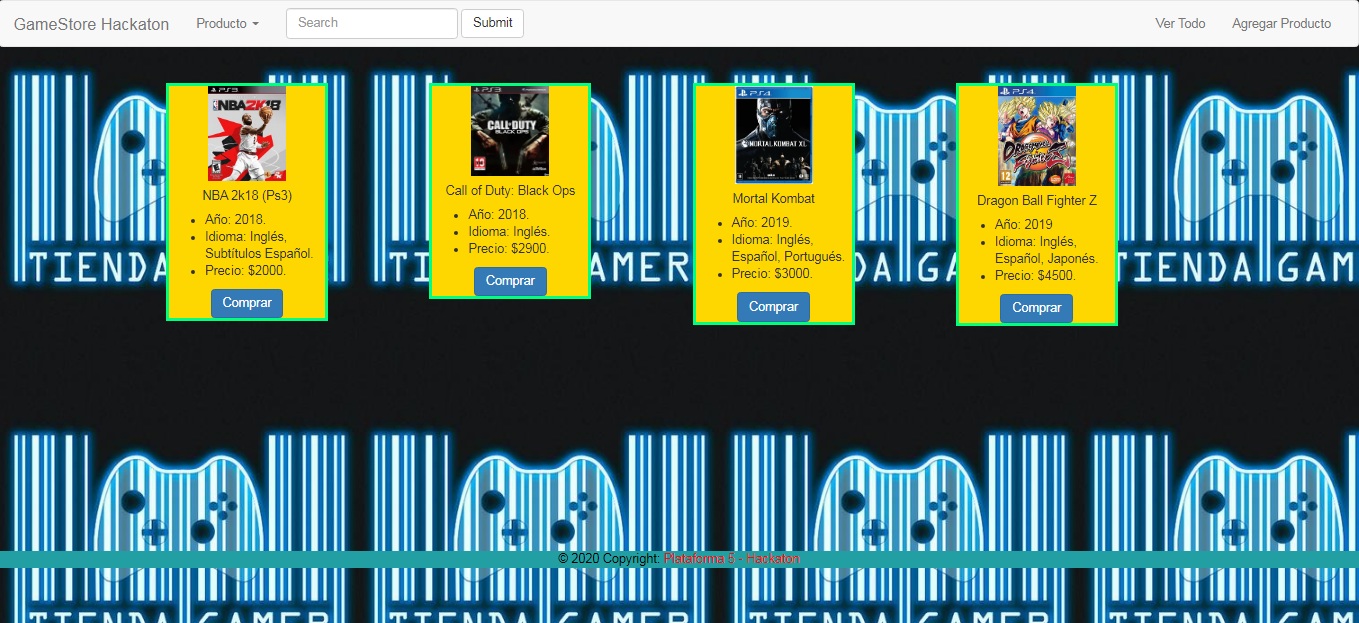 GameStore Hackaton
Producto
Search
Submit
Ver Todo
Agregar Producto
PS3
NBA2K18
NBA 2k18 (Ps3)
Año: 2018.
Idioma: Inglés,
Subtítulos Español.
Precio: $2000.
Comprar
PS3
CALL OF DUTY
BLACK OPS
Call of Duty: Black Ops
Año: 2018.
Idioma: Inglés.
Precio: $2900.
Comprar
PS4
MORTAL KOMBAT XL
Mortal Kombat
Año: 2019.
Idioma: Inglés,
Español, Portugués.
Precio: $3000.
Comprar
PS4
DRAGON BALL
FIGHTERZ
12
Dragon Ball Fighter Z
Año: 2019
Idioma: Inglés,
Español, Japonés.
Precio: $4500.
Comprar
TIENDA
AMER
TIENDA GAM
© 2020 Copyright: Plataforma 5 - Hackaton
TIENDA GAMER
TIENDA GAMER
TIENDA GAMER
TIENDA GAM